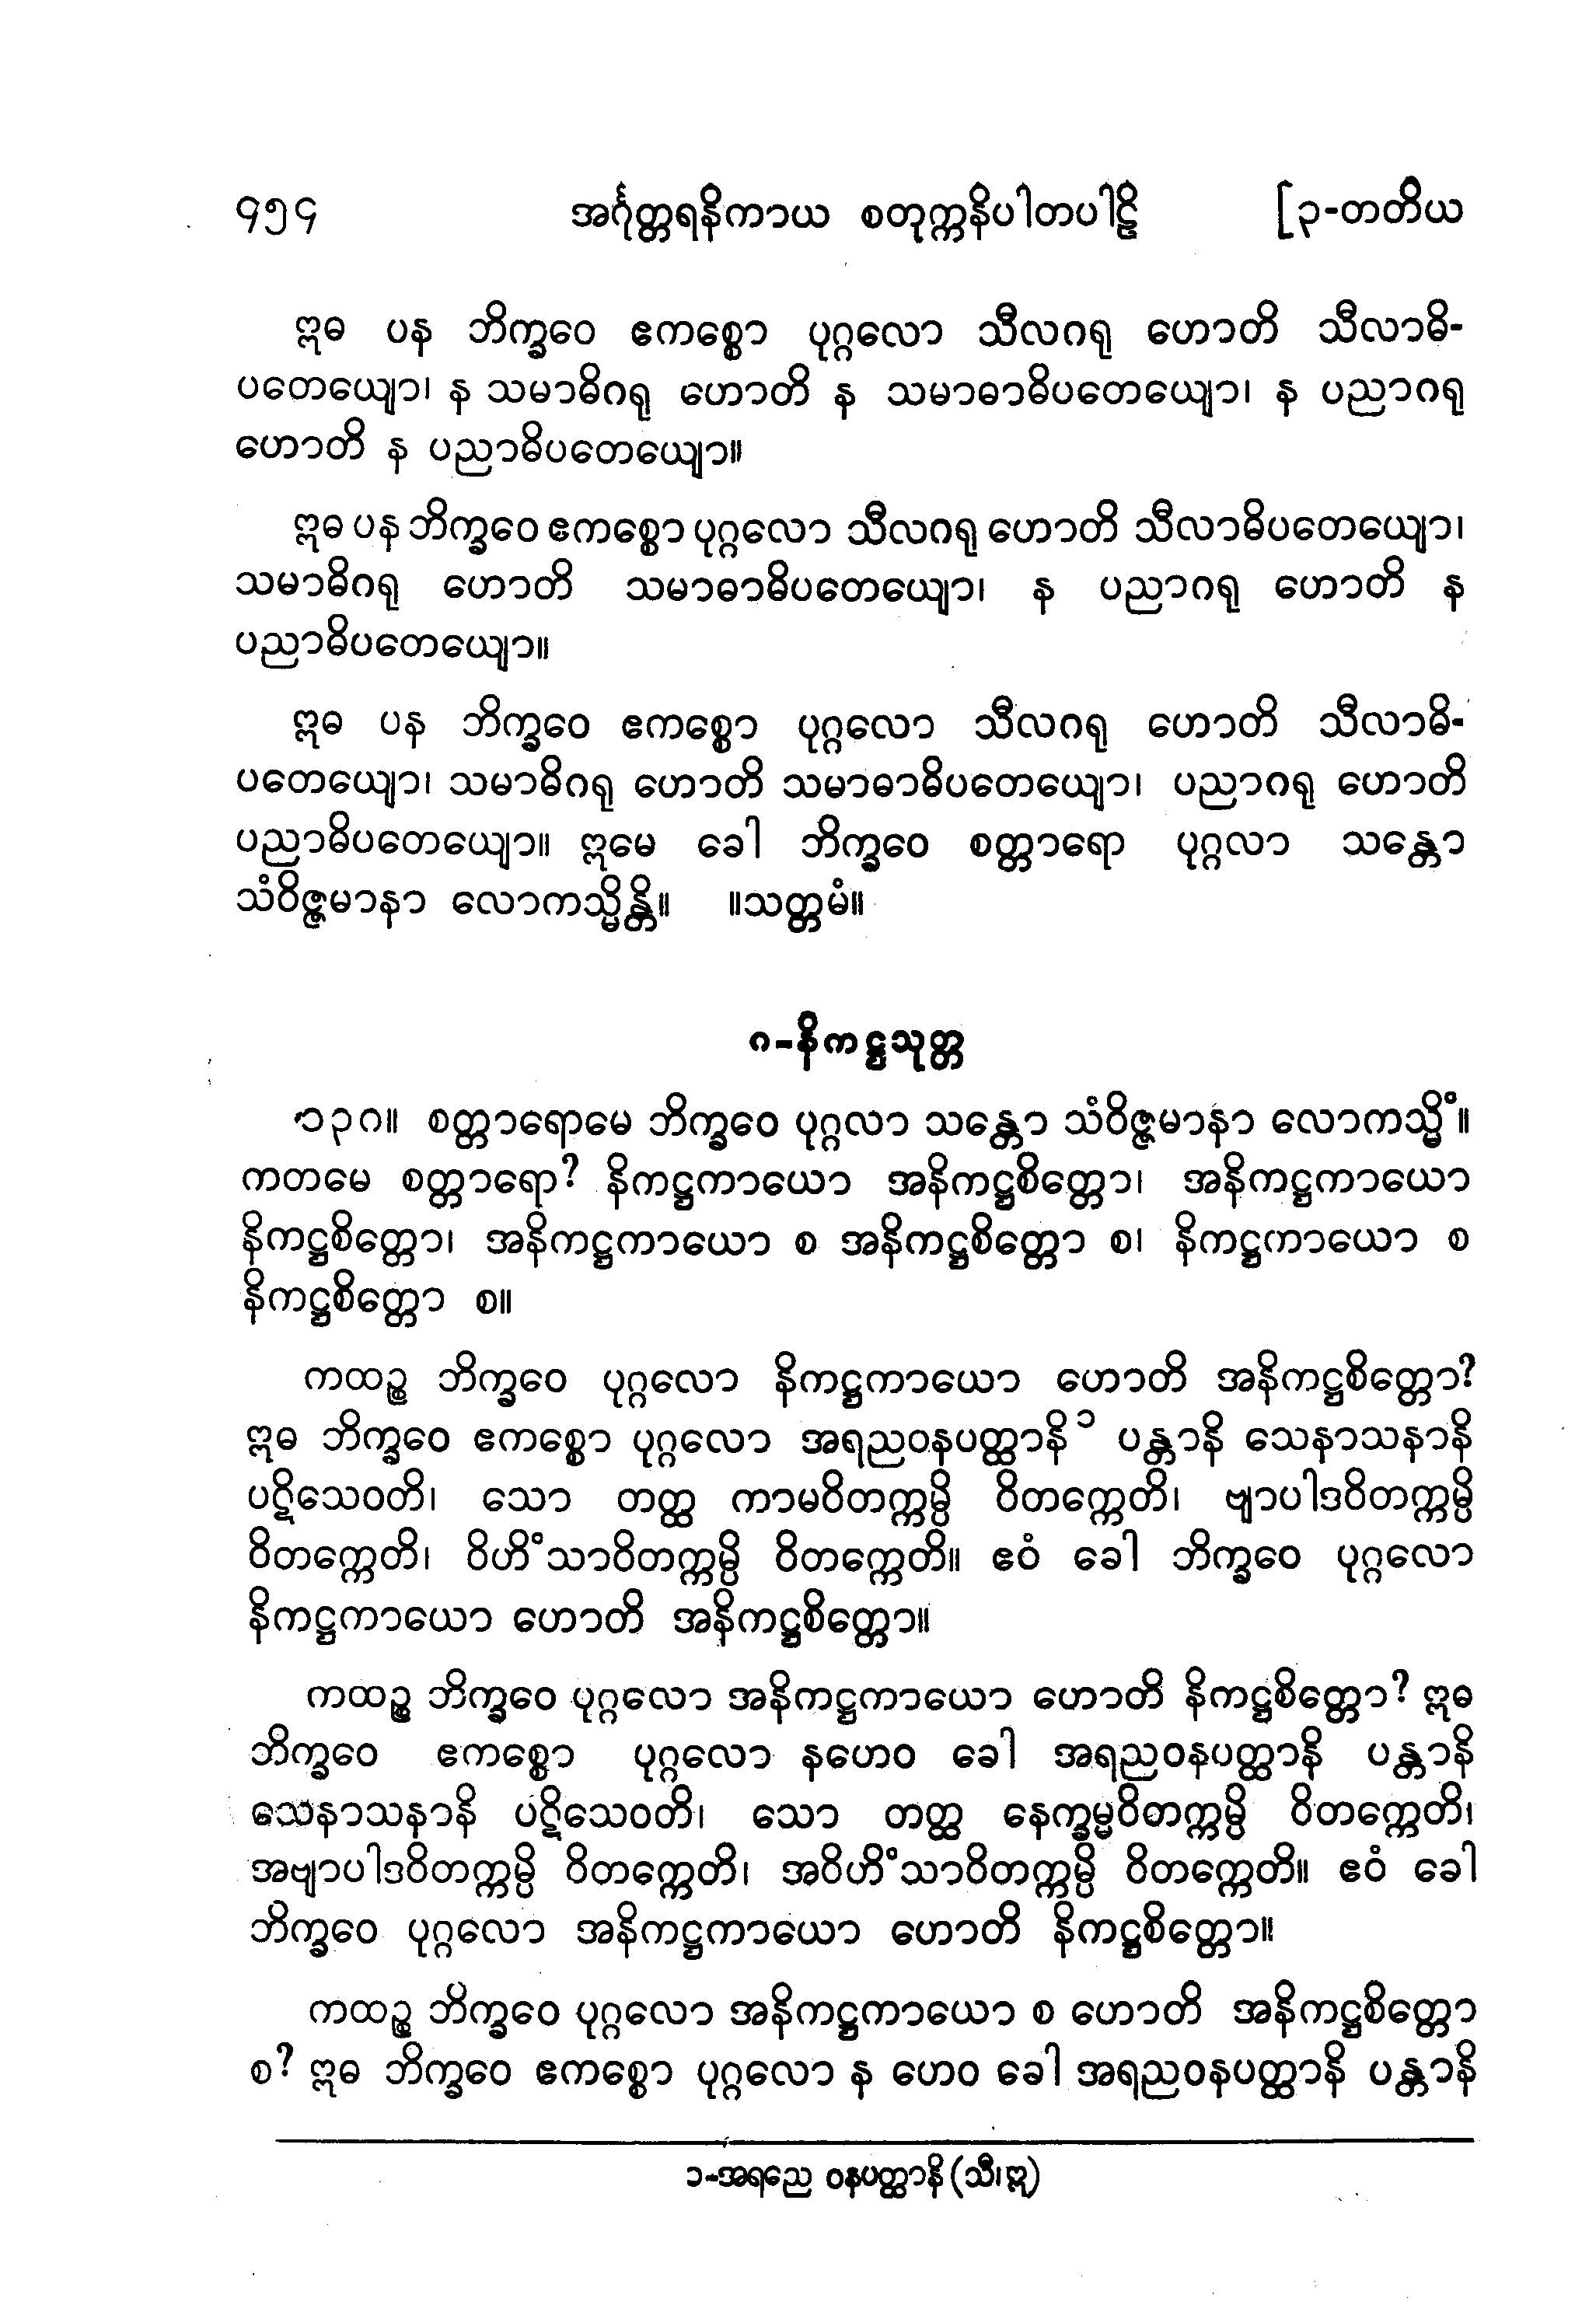 ၄၅၄ အင်္ဂုတ္တရနိကာယ စတုက္ကနိပါတပါဠိ [၃-တတိယ
ဣဓ ပန ဘိက္ခဝေ ဧကစ္စော ပုဂ္ဂလော သီလဂရု ဟောတိ သီလာဓိ-
ပတေယျော၊ န သမာဓိဂရု ဟောတိ န သမာဓာဓိပတေယျော၊ န ပညာဂရု
ဟောတိ န ပညာဓိပတေယျော။
ဣဓ ပန ဘိက္ခဝေ ဧကစ္စော ပုဂ္ဂလော သီလဂရု ဟောတိ သီလာဓိပတေယျော၊
သမာဓိဂရု ဟောတိ သမာဓာဓိပတေယျော၊ န ပညာဂရု ဟောတိ န
ပညာဓိပတေယျော။
ဣဓ ပန ဘိက္ခဝေ ဧကစ္စော ပုဂ္ဂလော သီလဂရု ဟောတိ သီလာဓိ-
ပတေယျော၊ သမာဓိဂရု ဟောတိ သမာဓာဓိပတေယျော၊ ပညာဂရု ဟောတိ
ပညာဓိပတေယျော။ ဣမေ ခေါ ဘိက္ခဝေ စတ္တာရော ပုဂ္ဂလာ သန္တော
သံဝိဇ္ဇမာနာ လောကသ္မိန္တိ။ ။သတ္တမံ။
၈-နိကဋ္ဌသုတ္တ
၁၃၈။ စတ္တာရောမေ ဘိက္ခဝေ ပုဂ္ဂလာ သန္တော သံဝိဇ္ဇမာနာ လောကသ္မိံ။
ကတမေ စတ္တာရော? နိကဋ္ဌကာယော အနိကဋ္ဌစိတ္တော၊ အနိကဋ္ဌကာယော
နိကဋ္ဌစိတ္တော၊ အနိကဋ္ဌကာယော စ အနိကဋ္ဌစိတ္တော စ၊ နိကဋ္ဌကာယော စ
နိကဋ္ဌစိတ္တော စ။
ကထဉ္စ ဘိက္ခဝေ ပုဂ္ဂလော နိကဋ္ဌကာယော ဟောတိ အနိကဋ္ဌစိတ္တော?
ဣဓ ဘိက္ခဝေ ဧကစ္စော ပုဂ္ဂလော အရညဝနပတ္ထာနိ ၁ ပန္တာနိ သေနာသနာနိ
ပဋိသေဝတိ၊ သော တတ္ထ ကာမဝိတက္ကမ္ပိ ဝိတက္ကေတိ၊ ဗျာပါဒဝိတက္ကမ္ပိ
ဝိတက္ကေတိ၊ ဝိဟိံသာဝိတက္ကမ္ပိ ဝိတက္ကေတိ။ ဧဝံ ခေါ ဘိက္ခဝေ ပုဂ္ဂလော
နိကဋ္ဌကာယော ဟောတိ အနိကဋ္ဌစိတ္တော။
ကထဉ္စ ဘိက္ခဝေ ပုဂ္ဂလော အနိကဋ္ဌကာယော ဟောတိ နိကဋ္ဌစိတ္တော? ဣဓ
ဘိက္ခဝေ ဧကစ္စော ပုဂ္ဂလော နဟေဝ ခေါ အရညဝနပတ္ထာနိ ပန္တာနိ
သေနာသနာနိ ပဋိသေဝတိ၊ သော တတ္ထ နေက္ခမ္မဝိတက္ကမ္ပိ ဝိတက္ကေတိ၊
အဗျာပါဒဝိတက္ကမ္ပိ ဝိတက္ကေတိ၊ အဝိဟိံသာဝိတက္ကမ္ပိ ဝိတက္ကေတိ။ ဧဝံ ခေါ
ဘိက္ခဝေ ပုဂ္ဂလော အနိကဋ္ဌကာယော ဟောတိ နိကဋ္ဌစိတ္တော။
ကထဉ္စ ဘိက္ခဝေ ပုဂ္ဂလော အနိကဋ္ဌကာယော စ ဟောတိ အနိကဋ္ဌစိတ္တော
စ? ဣဓ ဘိက္ခဝေ ဧကစ္စော ပုဂ္ဂလော န ဟေဝ ခေါ အရညဝနပတ္ထာနိ ပန္တာနိ
၁-အရညေ ဝနပတ္ထာနိ (သီ၊ ဣ)